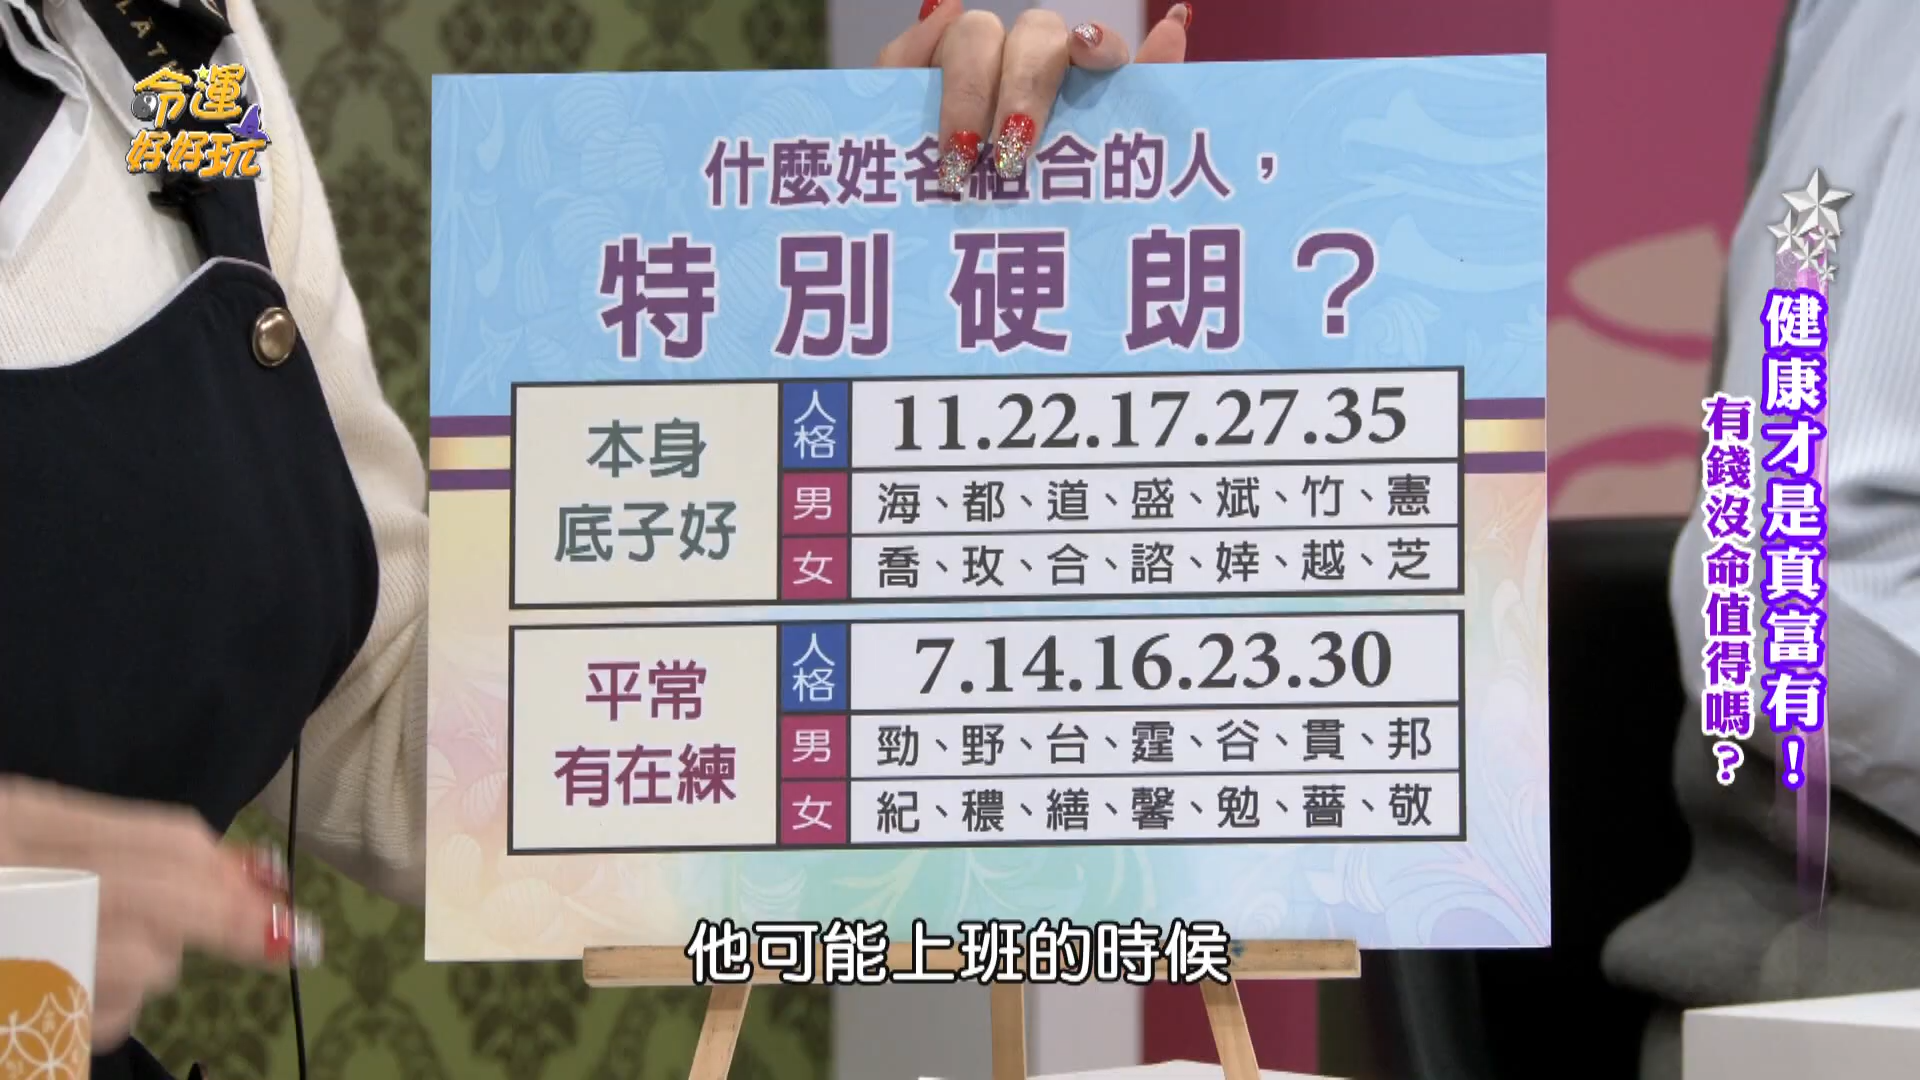 命運
好好玩
什麼姓名組合的人，
特別硬朗？
本身
底子好
人格
11.22.17.27.35
男
海、都、道、盛、斌、竹、憲
女
喬、玫、合、諮、婞、越、芝
平常
有在練
人格
7.14.16.23.30
男
勁、野、台、霆、谷、貫、邦
女
紀、穠、繕、馨、勉、薔、敬
健康才是真富有！
有錢沒命值得嗎？
他可能上班的時候